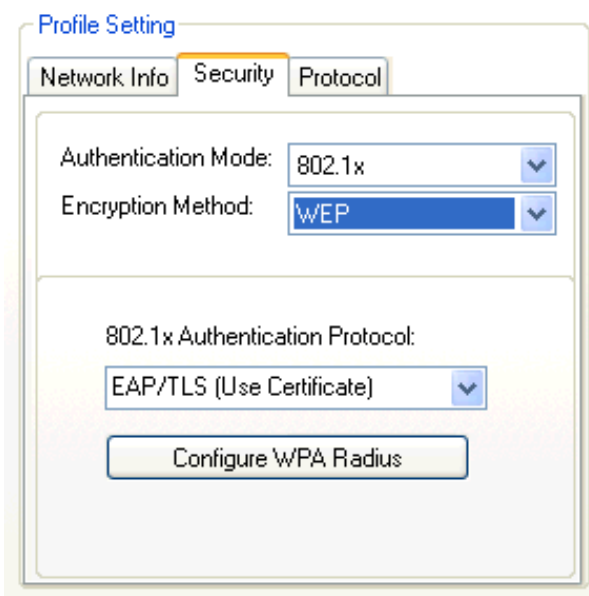 Profile Setting
Network Info Security Protocol
Authentication Mode: 802.1x
Encryption Method: WEP
802.1x Authentication Protocol:
EAP/TLS (Use Certificate)
Configure WPA Radius